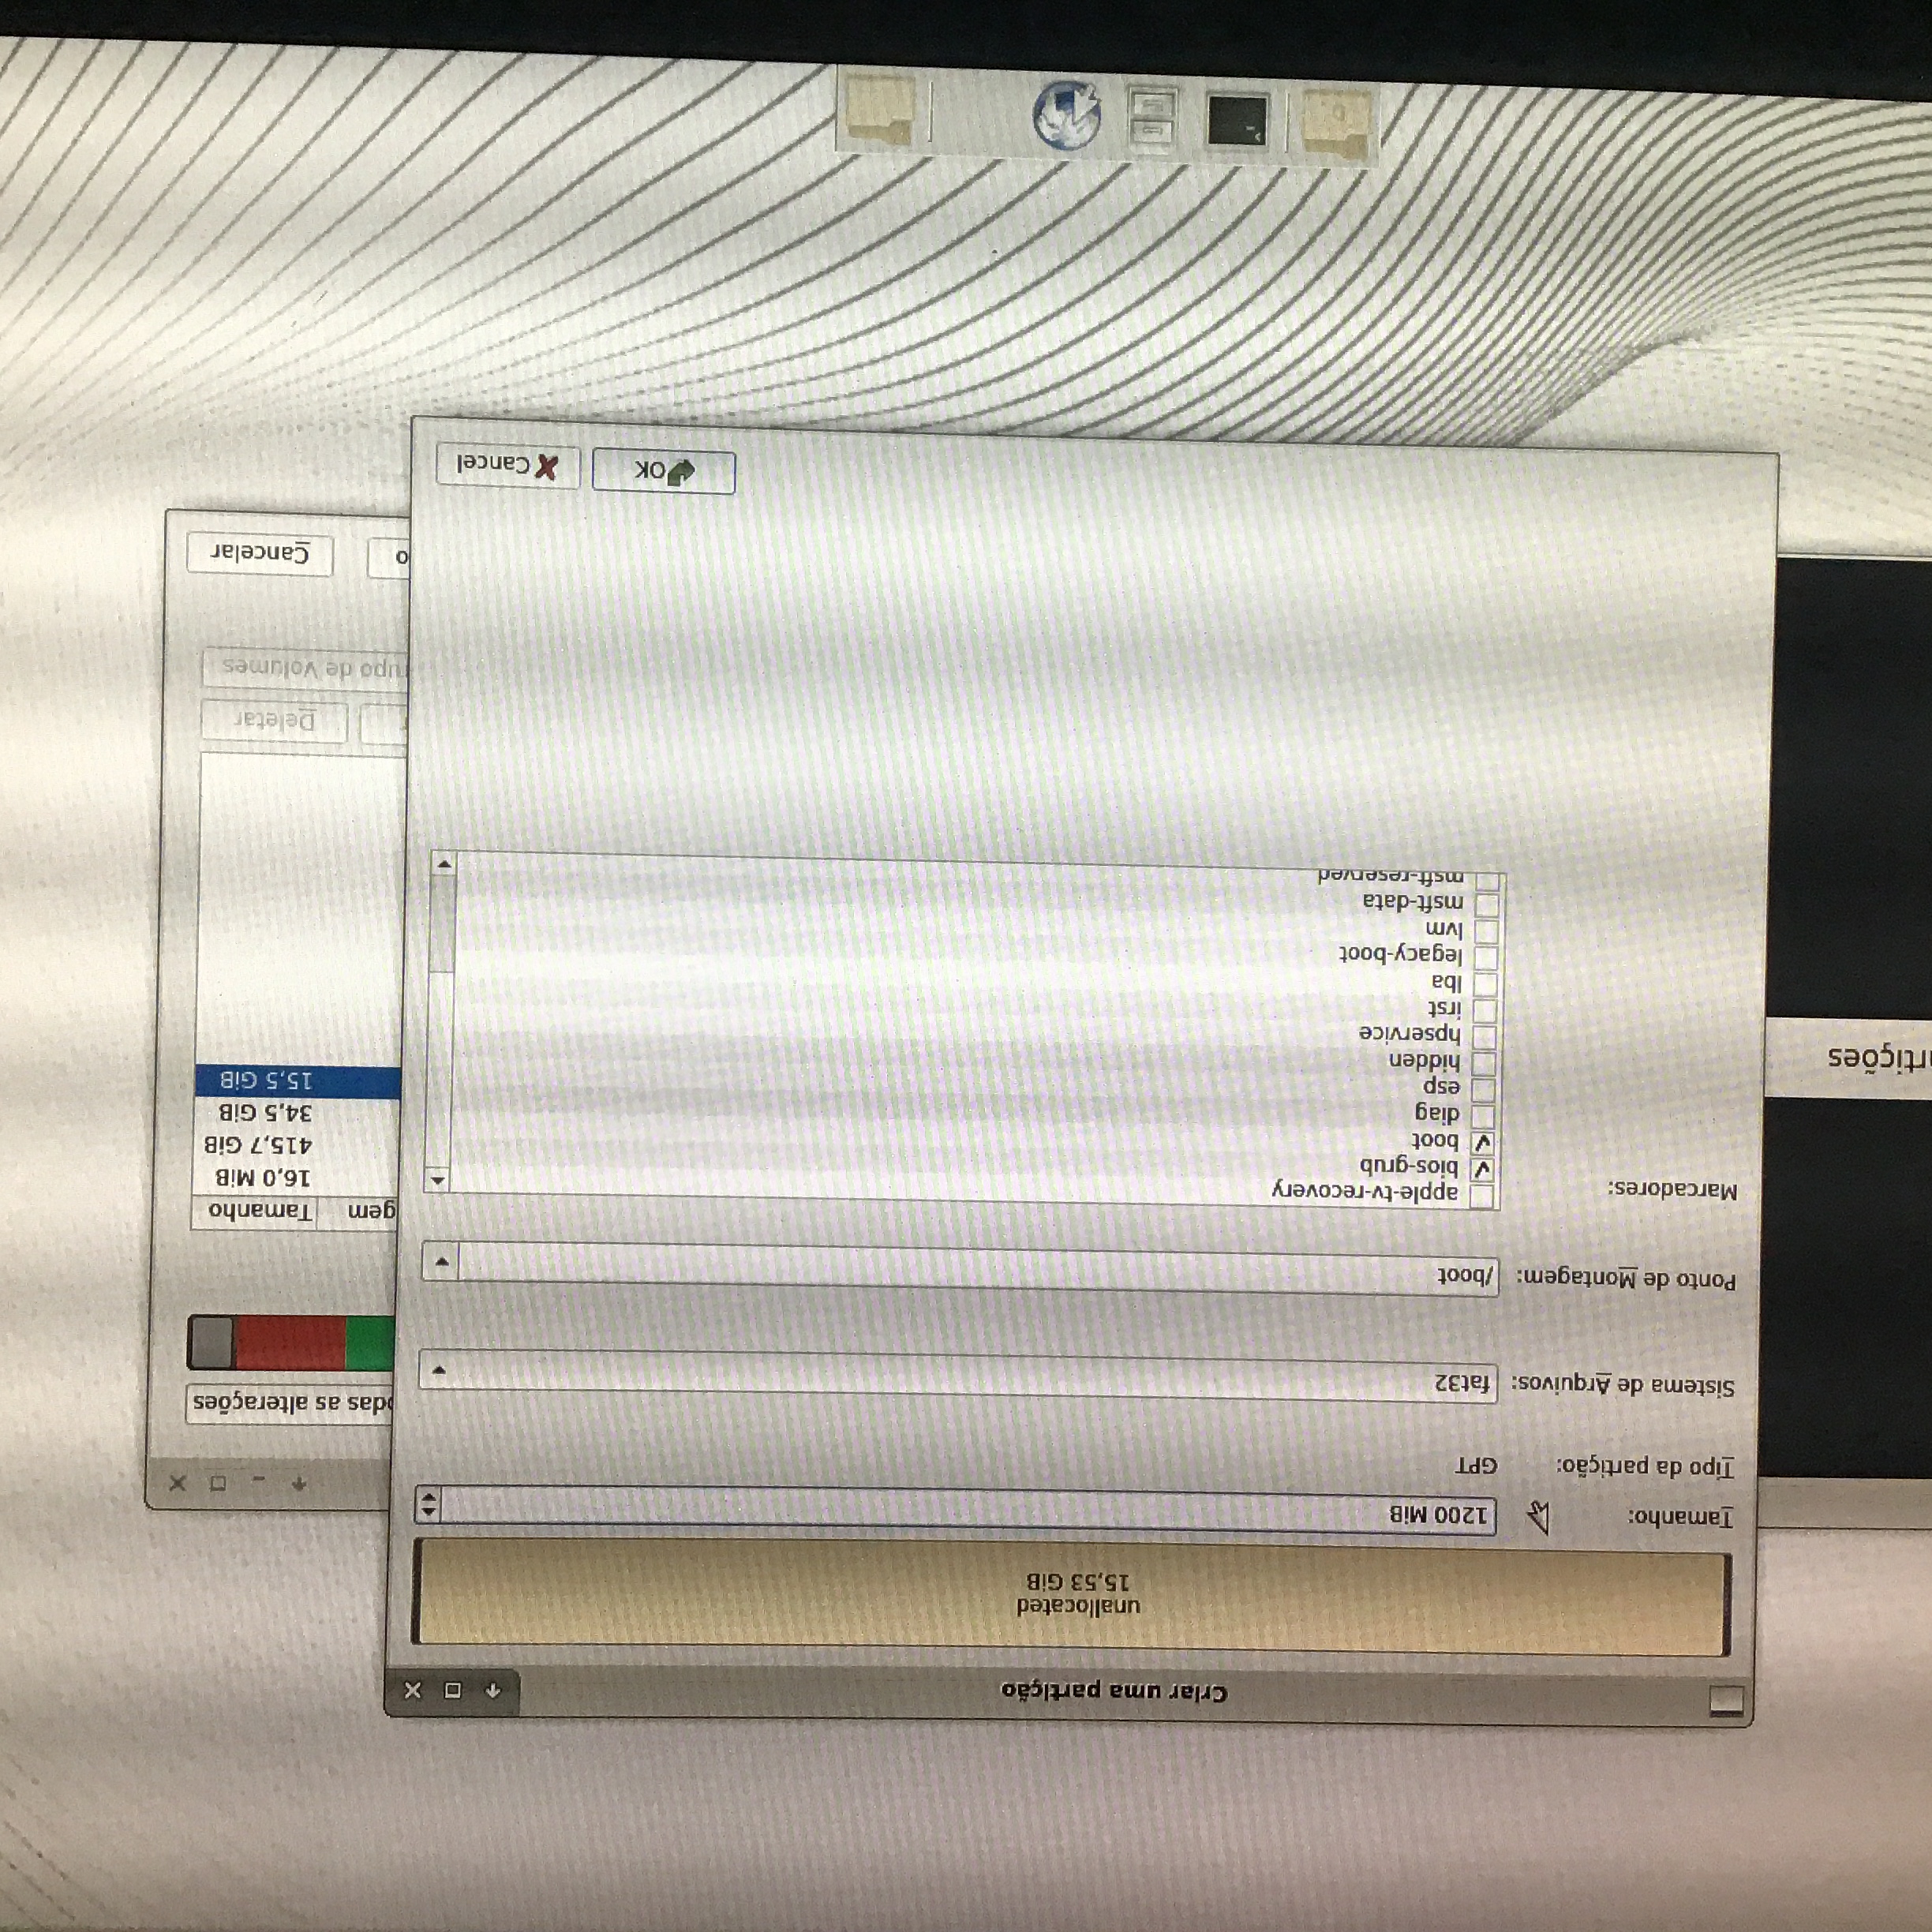 Criar uma partição
unallocated
15,53 GiB
Tamanho:
1200 MiB
Tipo da partição:
GPT
Sistema de Arquivos:
fat32
Ponto de Montagem:
/boot
Marcadores:
apple-tv-recovery
bios-grub
boot
diag
esp
hidden
hpservice
irst
lba
legacy-boot
lvm
msft-data
msft-reserved
OK
Cancel
rtições
odas as alterações
gem Tamanho
16,0 MiB
415,7 GiB
34,5 GiB
15,5 GiB
Deletar
rupo de Volumes
o
Cancelar